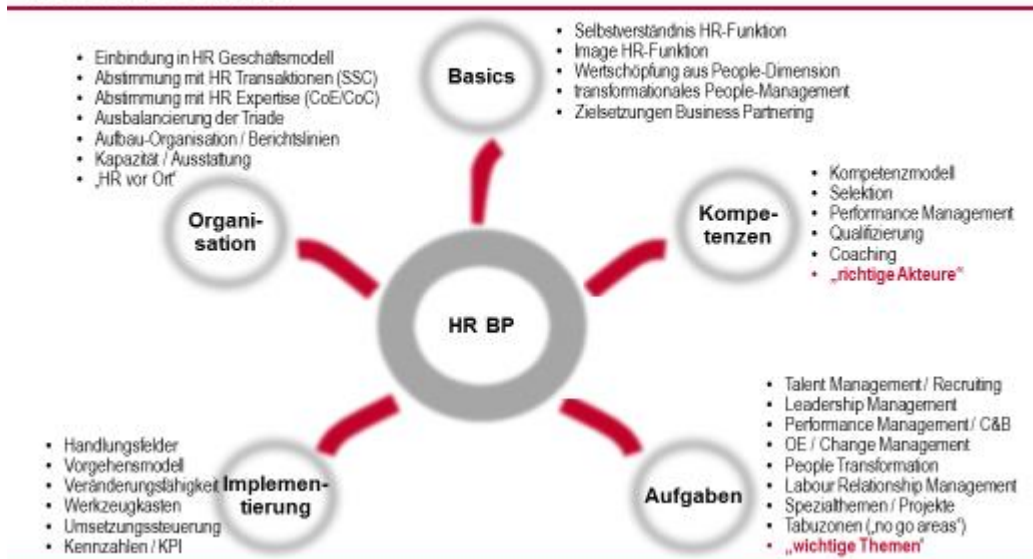 Basics
• Selbstverständnis HR-Funktion
• Image HR-Funktion
• Wertschöpfung aus People-Dimension
• transformationales People-Management
• Zielsetzungen Business Partnering
• Einbindung in HR Geschäftsmodell
• Abstimmung mit HR Transaktionen (SSC)
• Abstimmung mit HR Expertise (CoE/CoC)
• Ausbalancierung der Triade
• Aufbau-Organisation / Berichtslinien
• Kapazität / Ausstattung
• „HR vor Ort“
Organi-
sation
Kompe-
tenzen
• Kompetenzmodell
• Selektion
• Performance Management
• Qualifizierung
• Coaching
• „richtige Akteure“
HR BP
• Handlungsfelder
• Vorgehensmodell
• Veränderungsfähigkeit
• Werkzeugkasten
• Umsetzungssteuerung
• Kennzahlen / KPI
Implemen-
tierung
Aufgaben
• Talent Management / Recruiting
• Leadership Management
• Performance Management / C&B
• OE / Change Management
• People Transformation
• Labour Relationship Management
• Spezialthemen / Projekte
• Tabuzonen („no go areas“)
• „wichtige Themen“